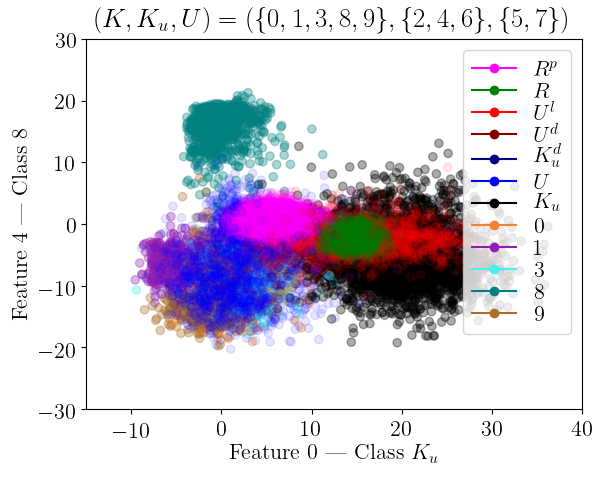 (K, K_u, U) = ({0, 1, 3, 8, 9}, {2, 4, 6}, {5, 7})
30
20
10
0
−10
−20
−30
Feature 4 — Class 8
R^p
R
U^l
U^d
K_u^d
U
K_u
0
1
3
8
9
−10
0
10
20
30
40
Feature 0 — Class K_u